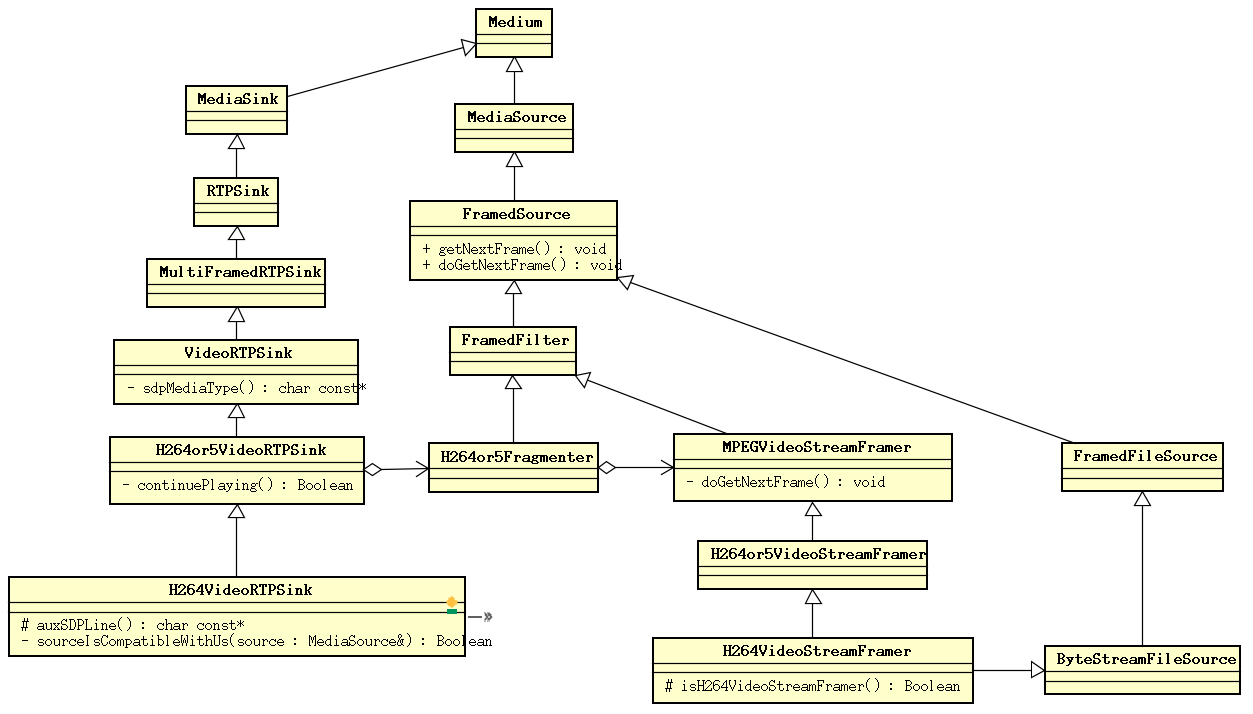 Medium
MediaSink
MediaSource
RTPSink
FramedSource
+ getNextFrame() : void
+ doGetNextFrame() : void
MultiFramedRTPSink
FramedFilter
VideoRTPSink
- sdpMediaType() : char const*
H264or5VideoRTPSink
- continuePlaying() : Boolean
H264or5Fragmenter
MPEGVideoStreamFramer
- doGetNextFrame() : void
FramedFileSource
H264or5VideoStreamFramer
H264VideoRTPSink
# auxSDPLine() : char const*
- sourceIsCompatibleWithUs(source : MediaSource&) : Boolean
H264VideoStreamFramer
# isH264VideoStreamFramer() : Boolean
ByteStreamFileSource